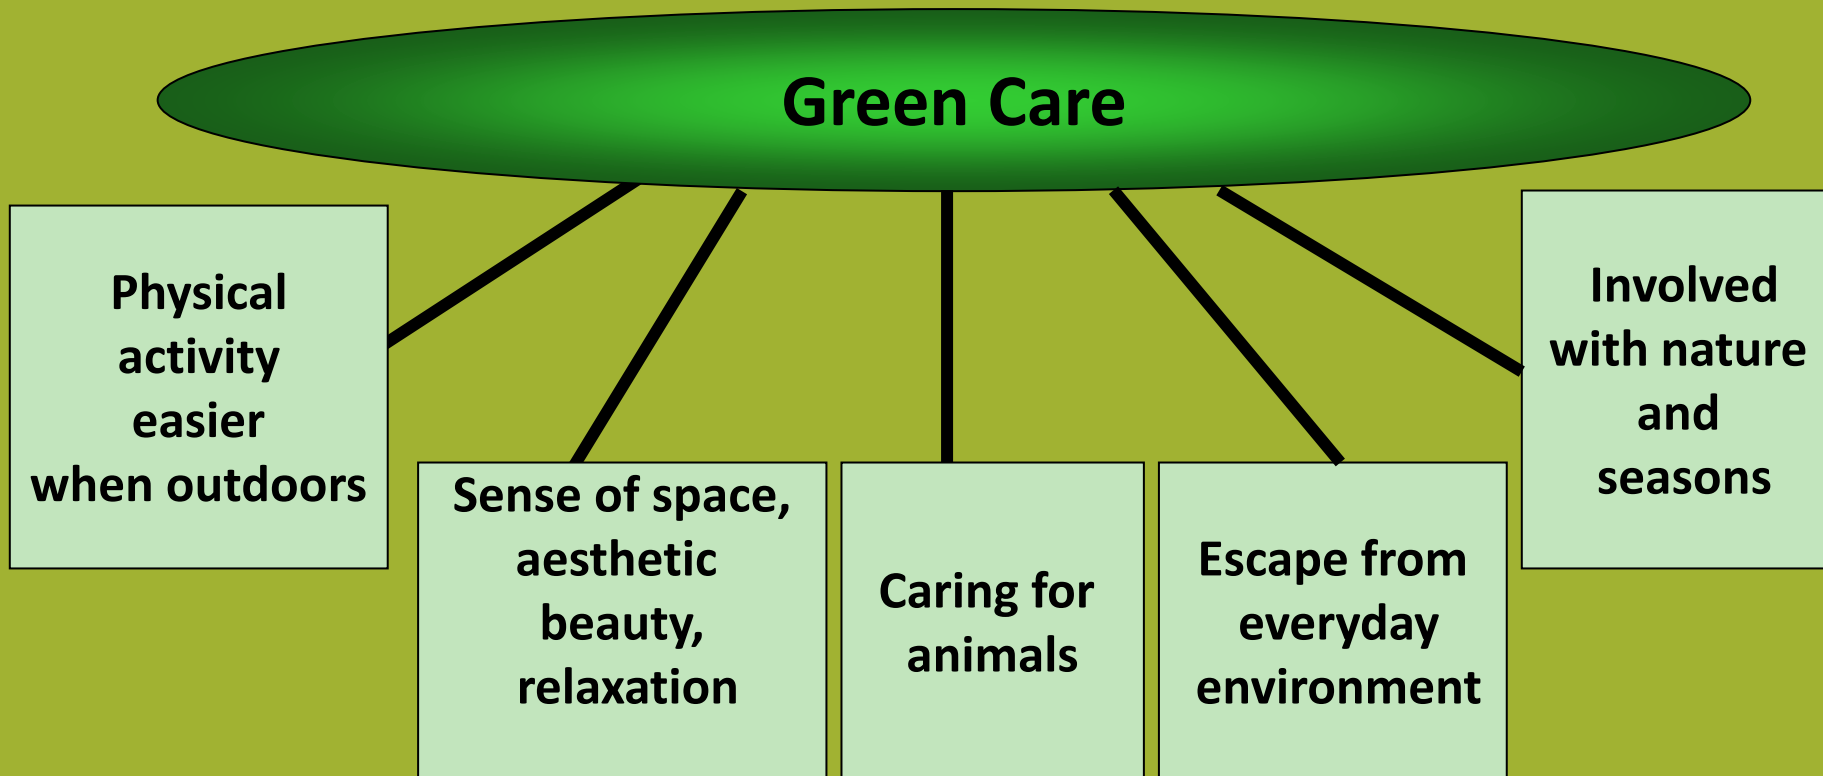 Green Care
Physical
activity
easier
when outdoors
Sense of space,
aesthetic
beauty,
relaxation
Caring for
animals
Escape from
everyday
environment
Involved
with nature
and
seasons